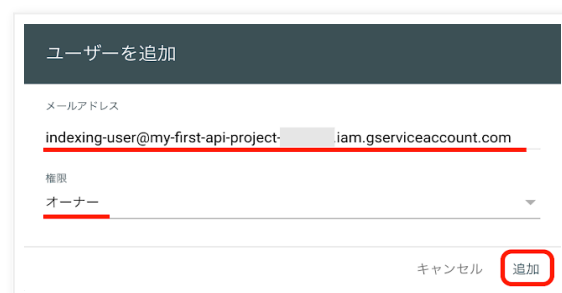 ユーザーを追加
メールアドレス
indexing-user@my-first-api-project- .iam.gserviceaccount.com
権限
オーナー
キャンセル 追加